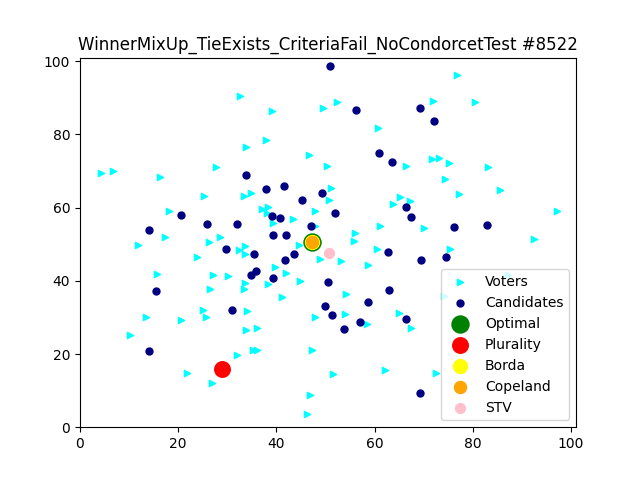 WinnerMixUp_TieExists_CriteriaFail_NoCondorcetTest #8522
100
80
60
40
20
0
0 20 40 60 80 100
Voters
Candidates
Optimal
Plurality
Borda
Copeland
STV